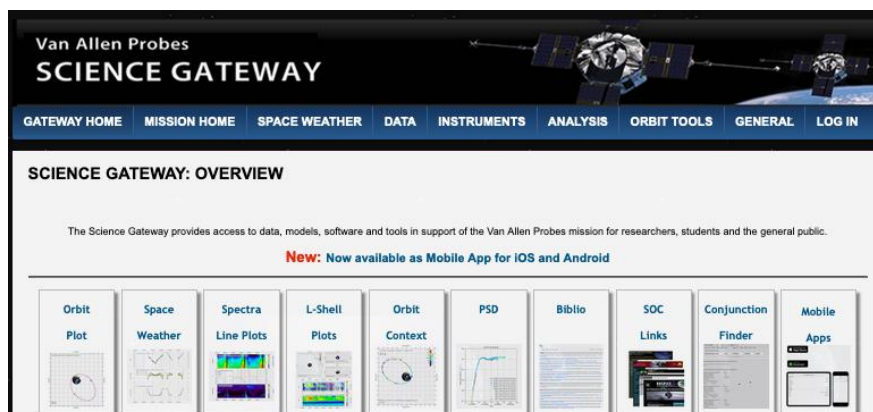 Van Allen Probes
SCIENCE GATEWAY
GATEWAY HOME MISSION HOME SPACE WEATHER DATA INSTRUMENTS ANALYSIS ORBIT TOOLS GENERAL LOG IN
SCIENCE GATEWAY: OVERVIEW
The Science Gateway provides access to data, models, software and tools in support of the Van Allen Probes mission for researchers, students and the general public.
New: Now available as Mobile App for iOS and Android
Orbit Space Spectra L-Shell Orbit PSD Biblio SOC Conjunction Mobile
Plot Weather Line Plots Plots Context Links Finder Apps